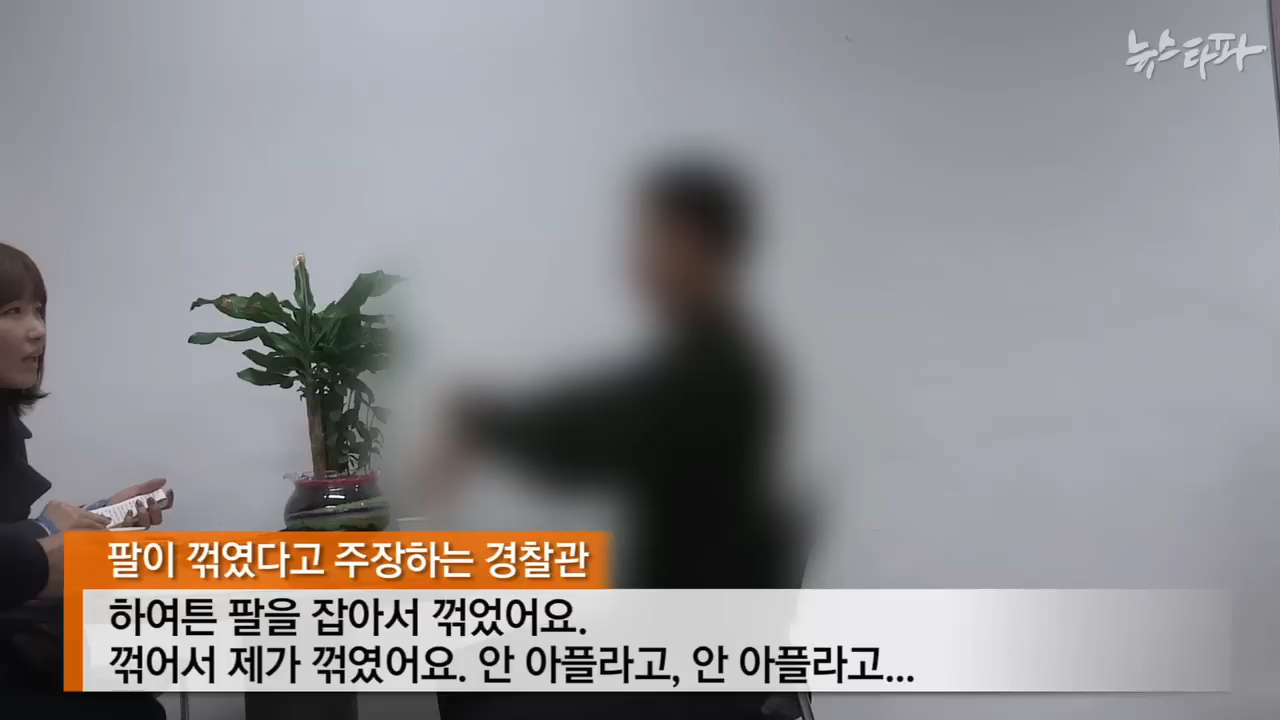 뉴스타파
팔이 꺾였다고 주장하는 경찰관
하여튼 팔을 잡아서 꺾었어요.
꺾어서 제가 꺾였어요. 안 아플라고, 안 아플라고...